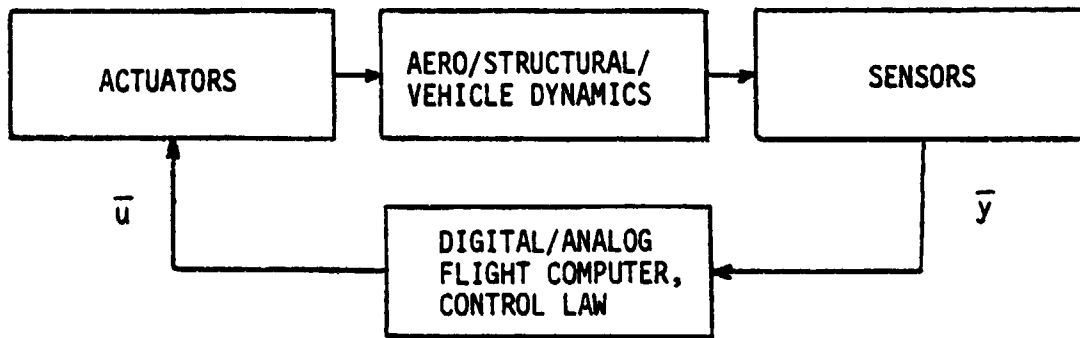 ACTUATORS
AERO/STRUCTURAL/
VEHICLE DYNAMICS
SENSORS
u̅
y̅
DIGITAL/ANALOG
FLIGHT COMPUTER,
CONTROL LAW